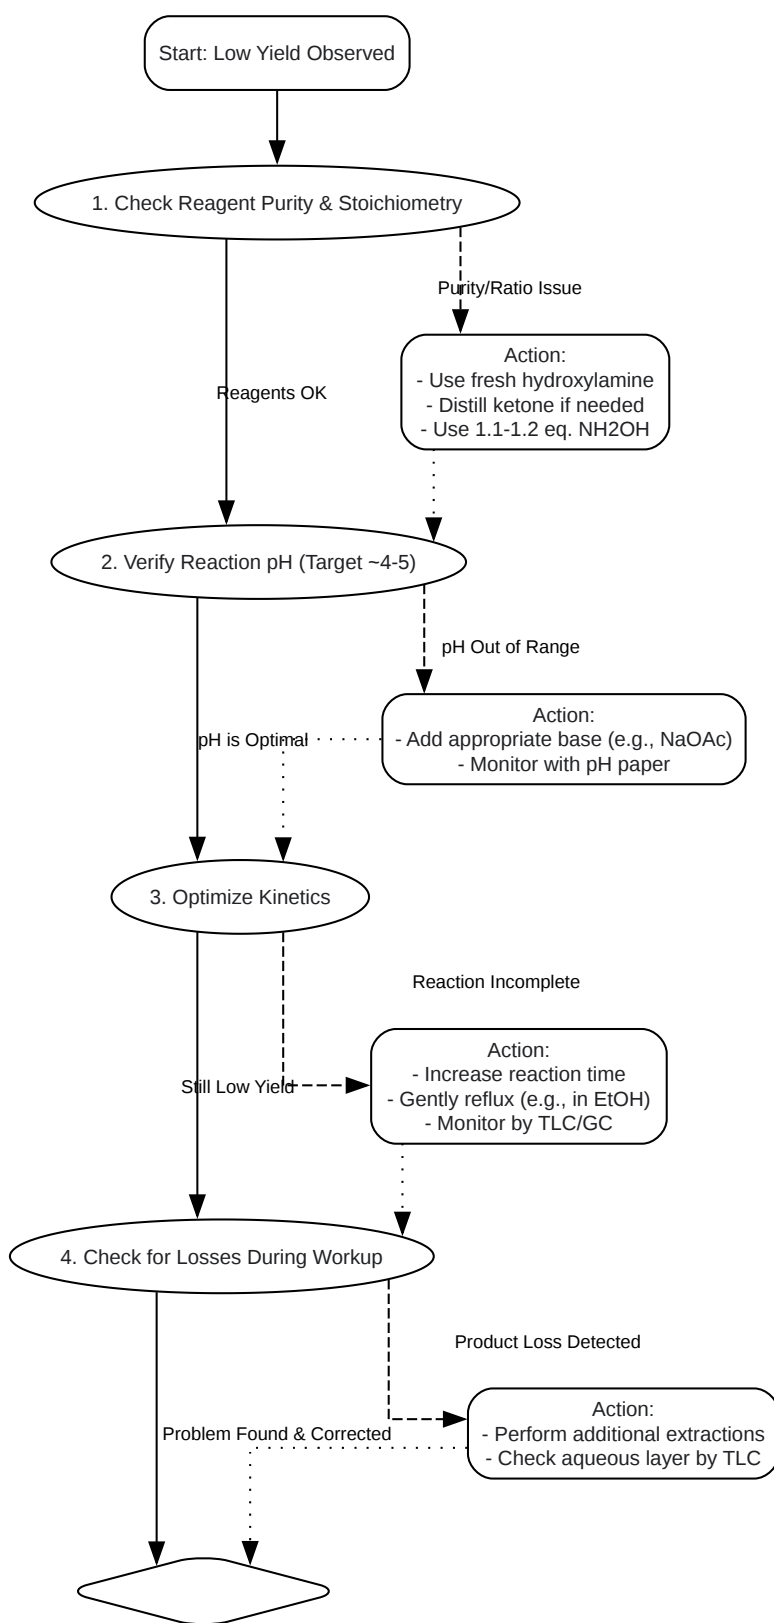 Start: Low Yield Observed
1. Check Reagent Purity & Stoichiometry
Purity/Ratio Issue
Action:
- Use fresh hydroxylamine
- Distill ketone if needed
- Use 1.1-1.2 eq. NH2OH
Reagents OK
2. Verify Reaction pH (Target ~4-5)
pH Out of Range
Action:
- Add appropriate base (e.g., NaOAc)
- Monitor with pH paper
pH is Optimal
3. Optimize Kinetics
Reaction Incomplete
Action:
- Increase reaction time
- Gently reflux (e.g., in EtOH)
- Monitor by TLC/GC
Still Low Yield
4. Check for Losses During Workup
Product Loss Detected
Action:
- Perform additional extractions
- Check aqueous layer by TLC
Problem Found & Corrected